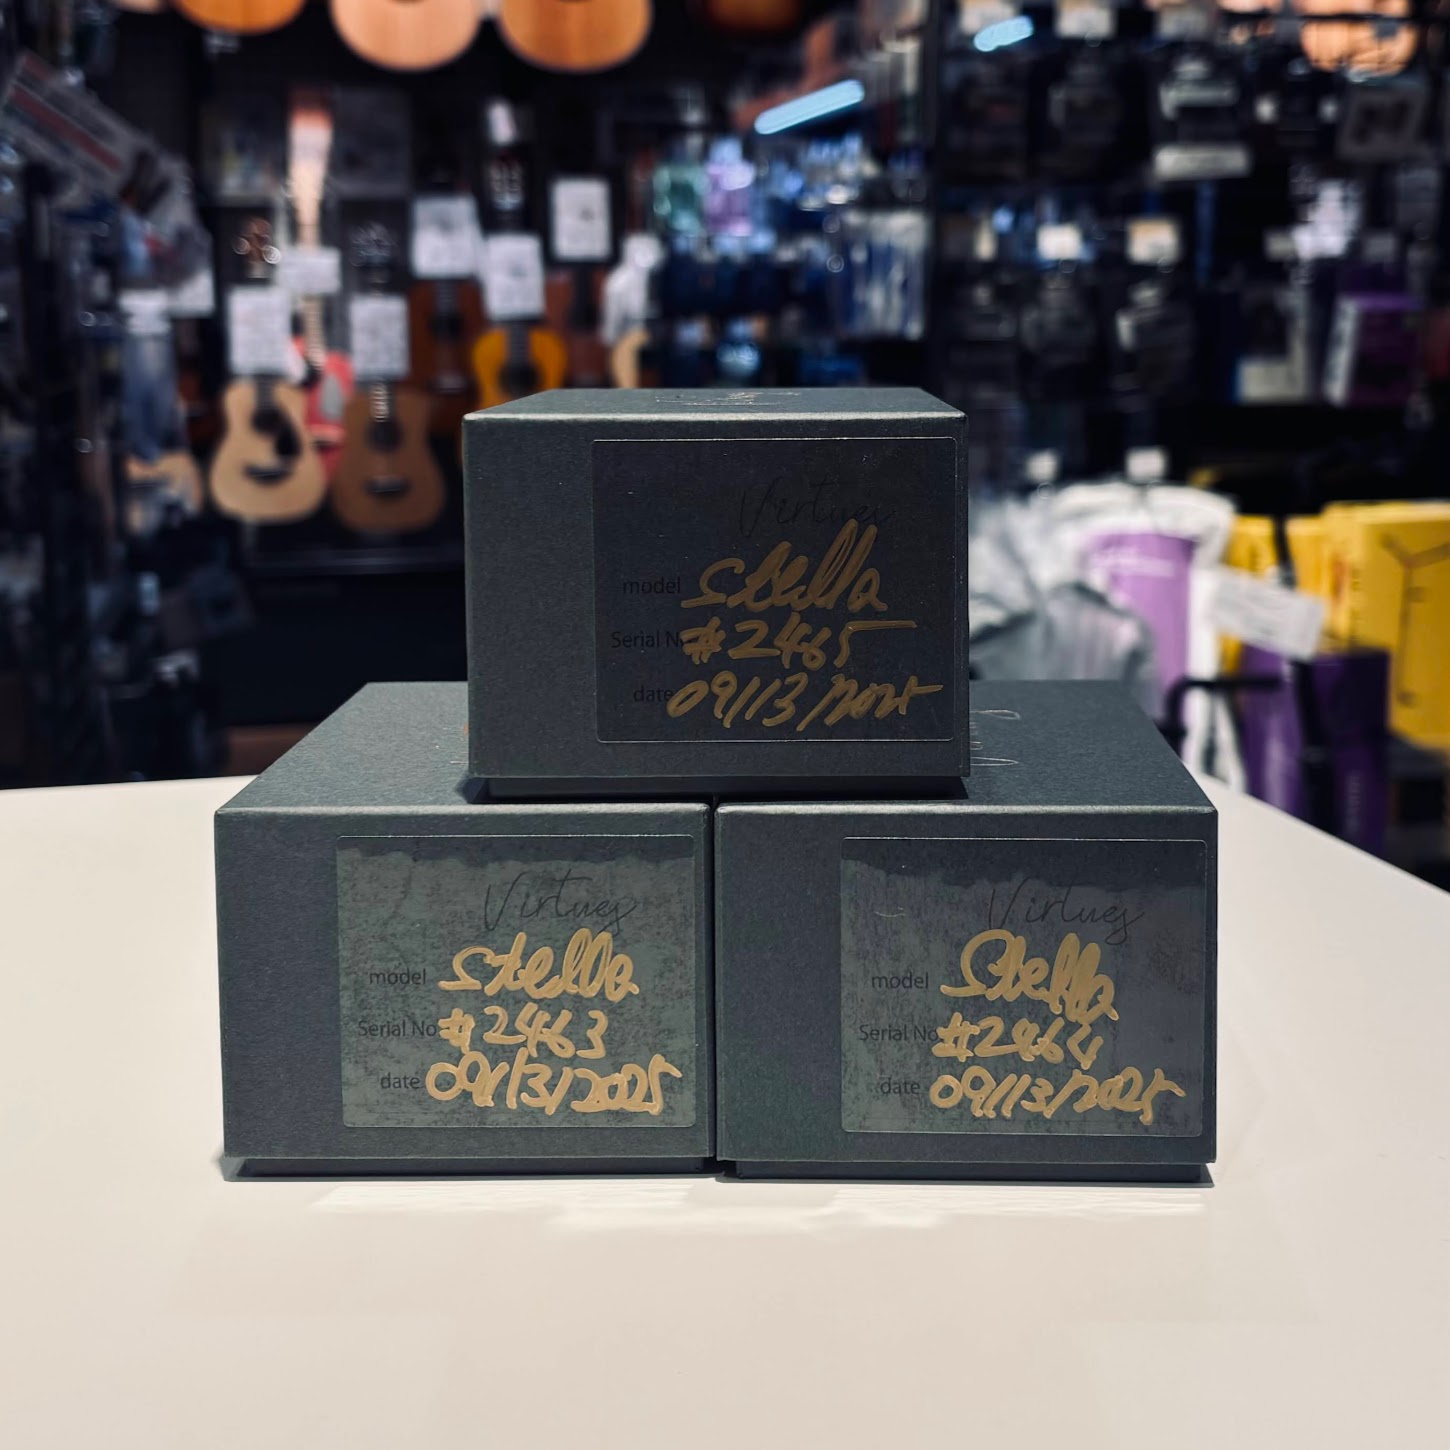 Virtues
model Stella
Serial No #2465
date 09/13/2025
Virtues
model Stella
Serial No #2463
date 09/13/2025
Virtues
model Stella
Serial No #2464
date 09/13/2025